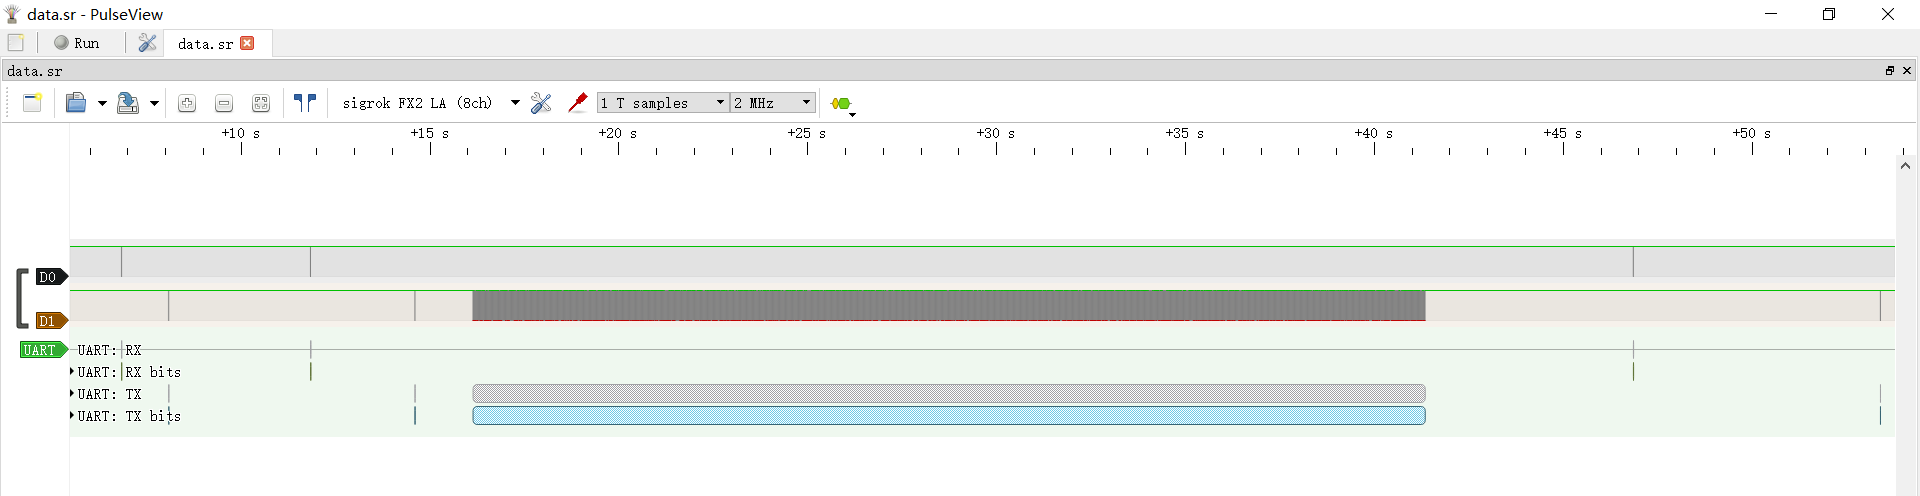 data.sr - PulseView
Run
data.sr
data.sr
sigrok FX2 LA (8ch)
1 T samples
2 MHz
+10 s +15 s +20 s +25 s +30 s +35 s +40 s +45 s +50 s
D0
D1
UART UART: RX
UART: RX bits
UART: TX
UART: TX bits